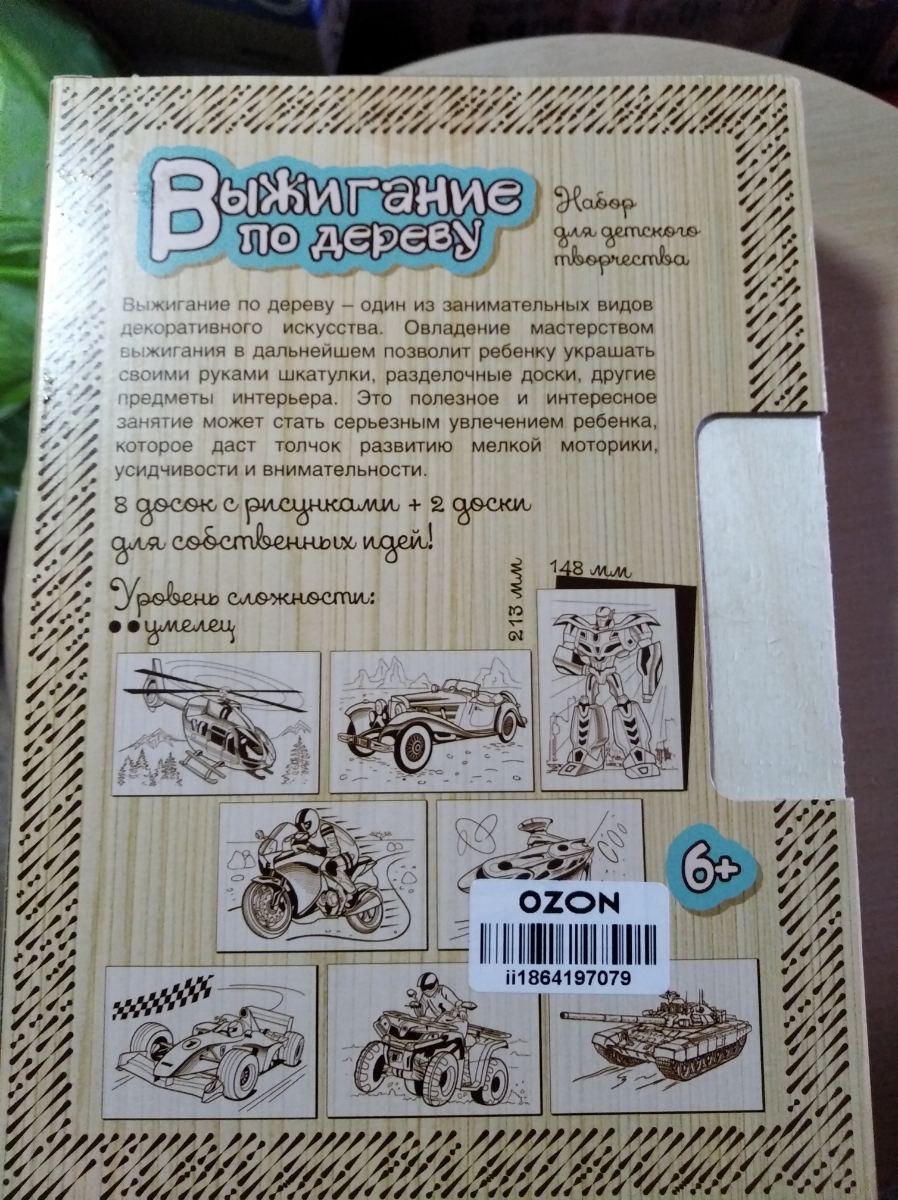 Выжигание
по дереву
Набор
для детского
творчества
Выжигание по дереву – один из занимательных видов
декоративного искусства. Овладение мастерством
выжигания в дальнейшем позволит ребенку украшать
своими руками шкатулки, разделочные доски, другие
предметы интерьера. Это полезное и интересное
занятие может стать серьезным увлечением ребенка,
которое даст толчок развитию мелкой моторики,
усидчивости и внимательности.
8 досок с рисунками + 2 доски
для собственных идей!
Уровень сложности:
●●умелец
213 мм
148 мм
6+
OZON
ii1864197079